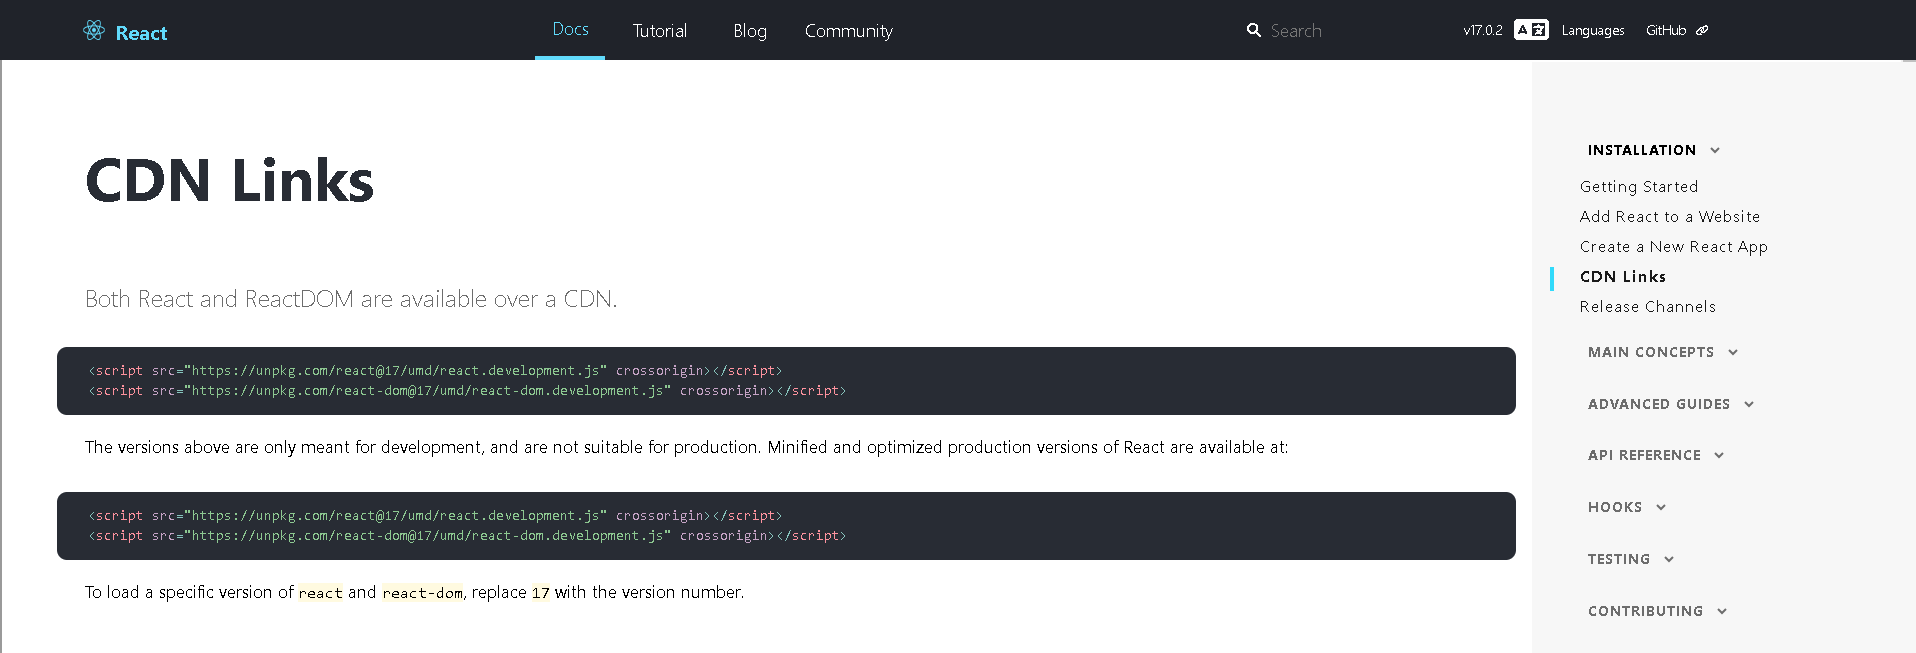 React
Docs
Tutorial
Blog
Community
Search
v17.0.2
Languages
GitHub
CDN Links
Both React and ReactDOM are available over a CDN.
<script src="https://unpkg.com/react@17/umd/react.development.js" crossorigin></script>
<script src="https://unpkg.com/react-dom@17/umd/react-dom.development.js" crossorigin></script>
The versions above are only meant for development, and are not suitable for production. Minified and optimized production versions of React are available at:
<script src="https://unpkg.com/react@17/umd/react.development.js" crossorigin></script>
<script src="https://unpkg.com/react-dom@17/umd/react-dom.development.js" crossorigin></script>
To load a specific version of react and react-dom, replace 17 with the version number.
INSTALLATION
Getting Started
Add React to a Website
Create a New React App
CDN Links
Release Channels
MAIN CONCEPTS
ADVANCED GUIDES
API REFERENCE
HOOKS
TESTING
CONTRIBUTING